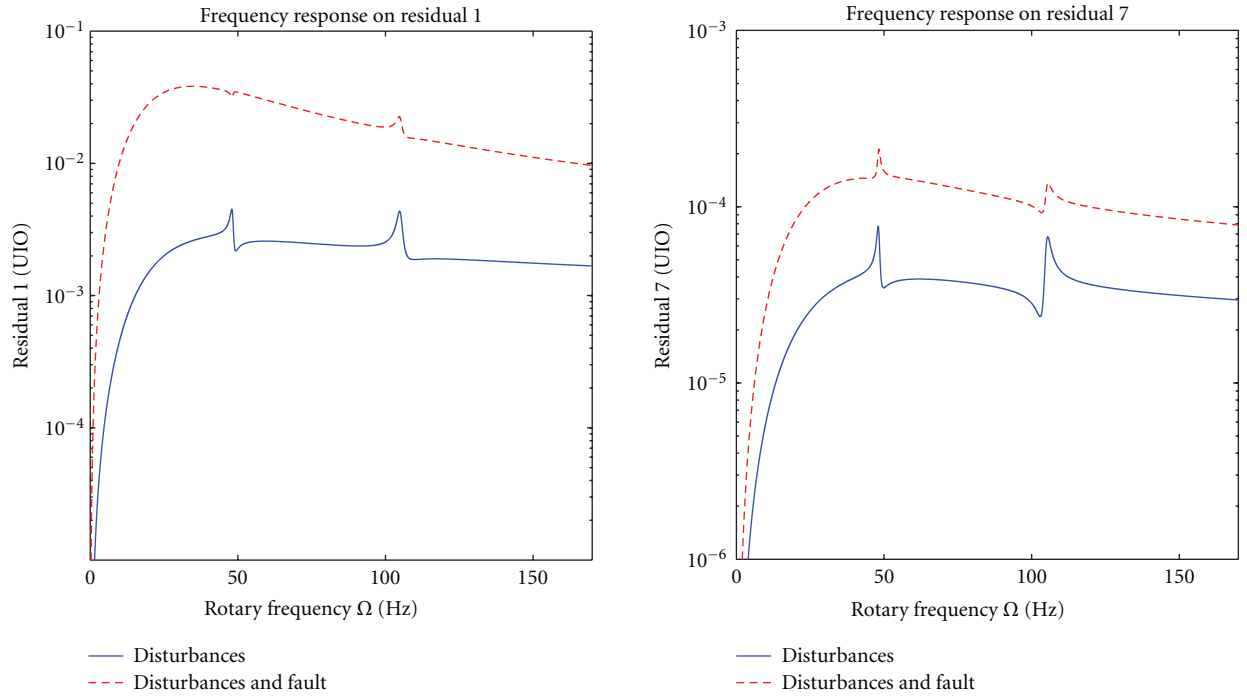 Frequency response on residual 1
10⁻¹
10⁻²
10⁻³
10⁻⁴
Residual 1 (UIO)
0
50
100
150
Rotary frequency Ω (Hz)
Disturbances
Disturbances and fault
Frequency response on residual 7
10⁻³
10⁻⁴
10⁻⁵
10⁻⁶
Residual 7 (UIO)
0
50
100
150
Rotary frequency Ω (Hz)
Disturbances
Disturbances and fault